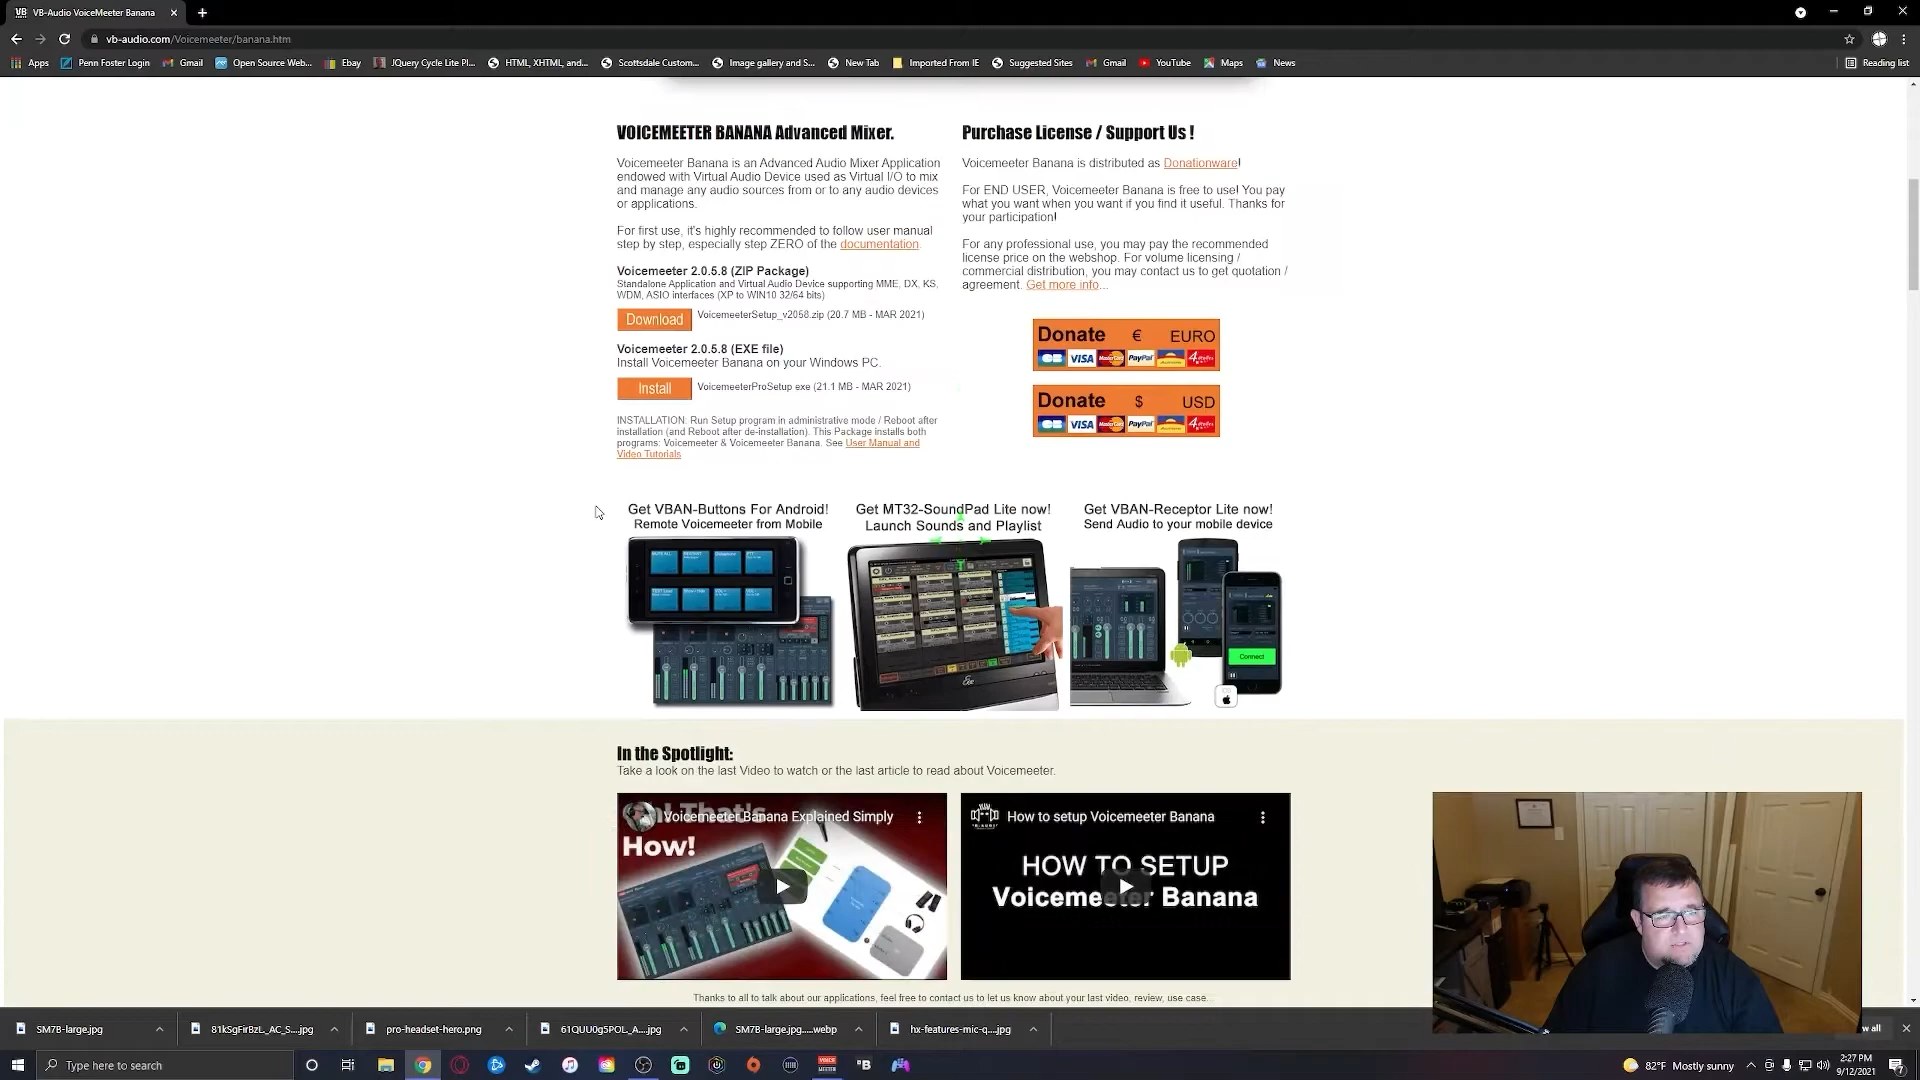 VB VB-Audio VoiceMeeter Banana
vb-audio.com/Voicemeeter/banana.htm
Apps Penn Foster Login Gmail Open Source Web... Ebay JQuery Cycle Lite Pl... HTML, XHTML, and... Scottsdale Custom... Image gallery and S... New Tab Imported From IE Suggested Sites Gmail YouTube Maps News Reading list
VOICEMEETER BANANA Advanced Mixer.
Voicemeeter Banana is an Advanced Audio Mixer Application
endowed with Virtual Audio Device used as Virtual I/O to mix
and manage any audio sources from or to any audio devices
or applications.
For first use, it's highly recommended to follow user manual
step by step, especially step ZERO of the documentation.
Voicemeeter 2.0.5.8 (ZIP Package)
Standalone Application and Virtual Audio Device supporting MME, DX, KS,
WDM, ASIO interfaces (XP to WIN10 32/64 bits)
Download VoicemeeterSetup_v2058.zip (20.7 MB - MAR 2021)
Voicemeeter 2.0.5.8 (EXE file)
Install Voicemeeter Banana on your Windows PC.
Install VoicemeeterProSetup exe (21.1 MB - MAR 2021)
INSTALLATION: Run Setup program in administrative mode / Reboot after
installation (and Reboot after de-installation). This Package installs both
programs: Voicemeeter & Voicemeeter Banana. See User Manual and
Video Tutorials
Purchase License / Support Us !
Voicemeeter Banana is distributed as Donationware!
For END USER, Voicemeeter Banana is free to use! You pay
what you want when you want if you find it useful. Thanks for
your participation!
For any professional use, you may pay the recommended
license price on the webshop. For volume licensing /
commercial distribution, you may contact us to get quotation /
agreement. Get more info...
Donate € EURO
CB VISA MasterCard PayPal
Donate $ USD
CB VISA MasterCard PayPal
Get VBAN-Buttons For Android!
Remote Voicemeeter from Mobile
Get MT32-SoundPad Lite now!
Launch Sounds and Playlist
Get VBAN-Receptor Lite now!
Send Audio to your mobile device
Connect
In the Spotlight:
Take a look on the last Video to watch or the last article to read about Voicemeeter.
Voicemeeter Banana Explained Simply
That's
How!
How to setup Voicemeeter Banana
HOW TO SETUP
Voicemeeter Banana
Thanks to all to talk about our applications, feel free to contact us to let us know about your last video, review, use case...
SM7B-large.jpg 81kSgFirBzL._AC_S....jpg pro-headset-hero.png 61QUU0g5POL_A....jpg SM7B-large.jpg.....webp hx-features-mic-q....jpg w all
Type here to search
82°F Mostly sunny
2:27 PM
9/12/2021